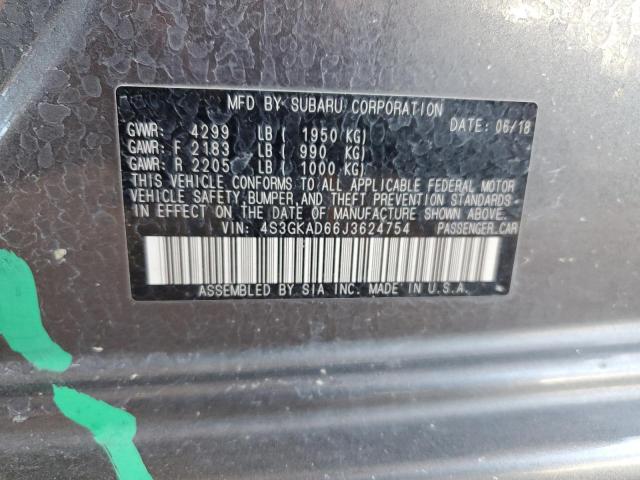 MFD BY SUBARU CORPORATION
DATE: 06/18
GVWR: 4299 LB ( 1950 KG)
GAWR: F 2183 LB ( 990 KG)
GAWR: R 2205 LB ( 1000 KG)
THIS VEHICLE CONFORMS TO ALL APPLICABLE FEDERAL MOTOR
VEHICLE SAFETY, BUMPER, AND THEFT PREVENTION STANDARDS
IN EFFECT ON THE DATE OF MANUFACTURE SHOWN ABOVE.
VIN: 4S3GKAD66J3624754 PASSENGER CAR
ASSEMBLED BY SIA INC. MADE IN U.S.A.